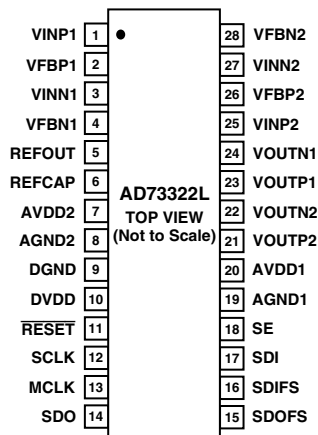 VINP1 1 28 VFBN2
VFBP1 2 27 VINN2
VINN1 3 26 VFBP2
VFBN1 4 25 VINP2
REFOUT 5 24 VOUTN1
REFCAP 6 23 VOUTP1
AD73322L
AVDD2 7 22 VOUTN2
TOP VIEW
(Not to Scale)
AGND2 8 21 VOUTP2
DGND 9 20 AVDD1
DVDD 10 19 AGND1
RESET 11 18 SE
SCLK 12 17 SDI
MCLK 13 16 SDIFS
SDO 14 15 SDOFS